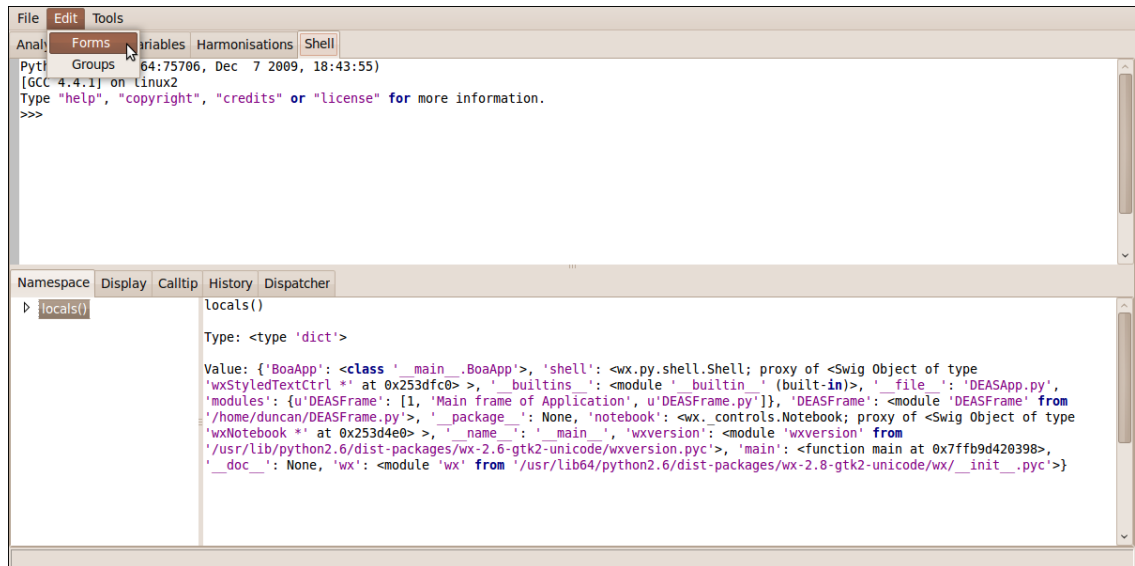 File Edit Tools
Forms
Groups
Harmonisations Shell
64:75706, Dec  7 2009, 18:43:55)
[GCC 4.4.1] on linux2
Type "help", "copyright", "credits" or "license" for more information.
>>>
Namespace Display Calltip History Dispatcher
locals()
locals()
Type: <type 'dict'>
Value: {'BoaApp': <class '__main__.BoaApp'>, 'shell': <wx.py.shell.Shell; proxy of <Swig Object of type
'wxStyledTextCtrl *' at 0x253dfc0> >, '__builtins__': <module '__builtin__' (built-in)>, '__file__': 'DEASApp.py',
'modules': {u'DEASFrame': [1, 'Main frame of Application', u'DEASFrame.py']}, 'DEASFrame': <module 'DEASFrame' from
'/home/duncan/DEASFrame.py'>, '__package__': None, 'notebook': <wx._controls.Notebook; proxy of <Swig Object of type
'wxNotebook *' at 0x253d4e0> >, '__name__': '__main__', 'wxversion': <module 'wxversion' from
'/usr/lib/python2.6/dist-packages/wx-2.6-gtk2-unicode/wxversion.pyc'>, 'main': <function main at 0x7ffb9d420398>,
'__doc__': None, 'wx': <module 'wx' from '/usr/lib64/python2.6/dist-packages/wx-2.8-gtk2-unicode/wx/__init__.pyc'>}